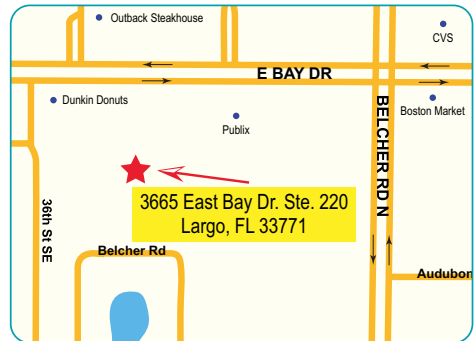 Outback Steakhouse
CVS
E BAY DR
Dunkin Donuts
Boston Market
Publix
BELCHER RD N
3665 East Bay Dr. Ste. 220
Largo, FL 33771
36th St SE
Belcher Rd
Audubon